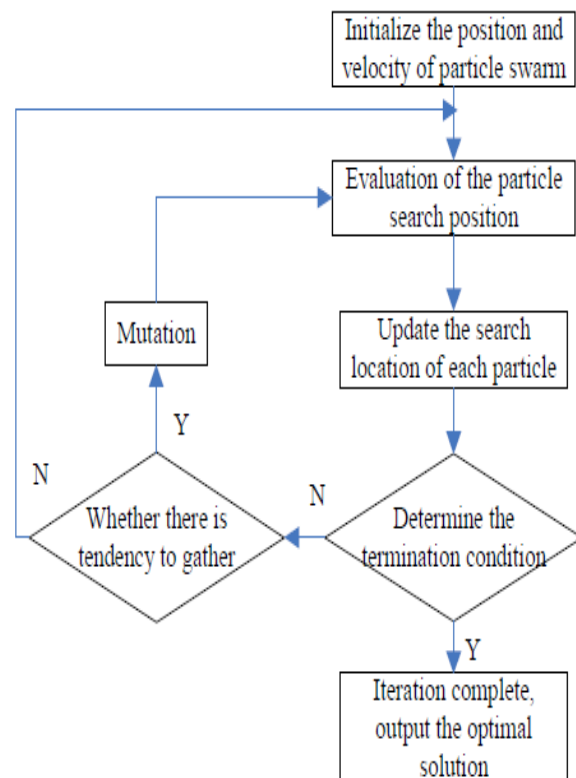 Initialize the position and
velocity of particle swarm
Evaluation of the particle
search position
Mutation
Update the search
location of each particle
Y
N
Whether there is
tendency to gather
N
Determine the
termination condition
Y
Iteration complete,
output the optimal
solution